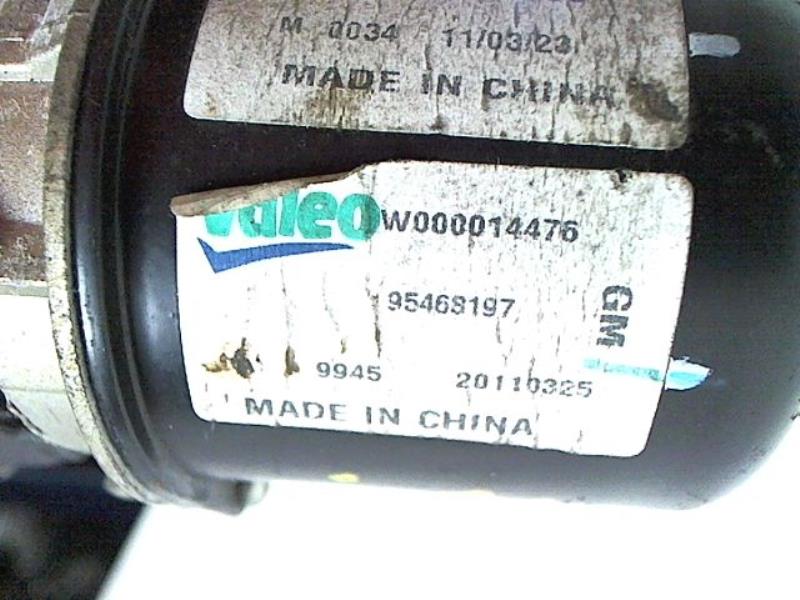 M 0034 11/03/23
MADE IN CHINA
Valeo W000014476
95468197
GM
9945 20110325
MADE IN CHINA